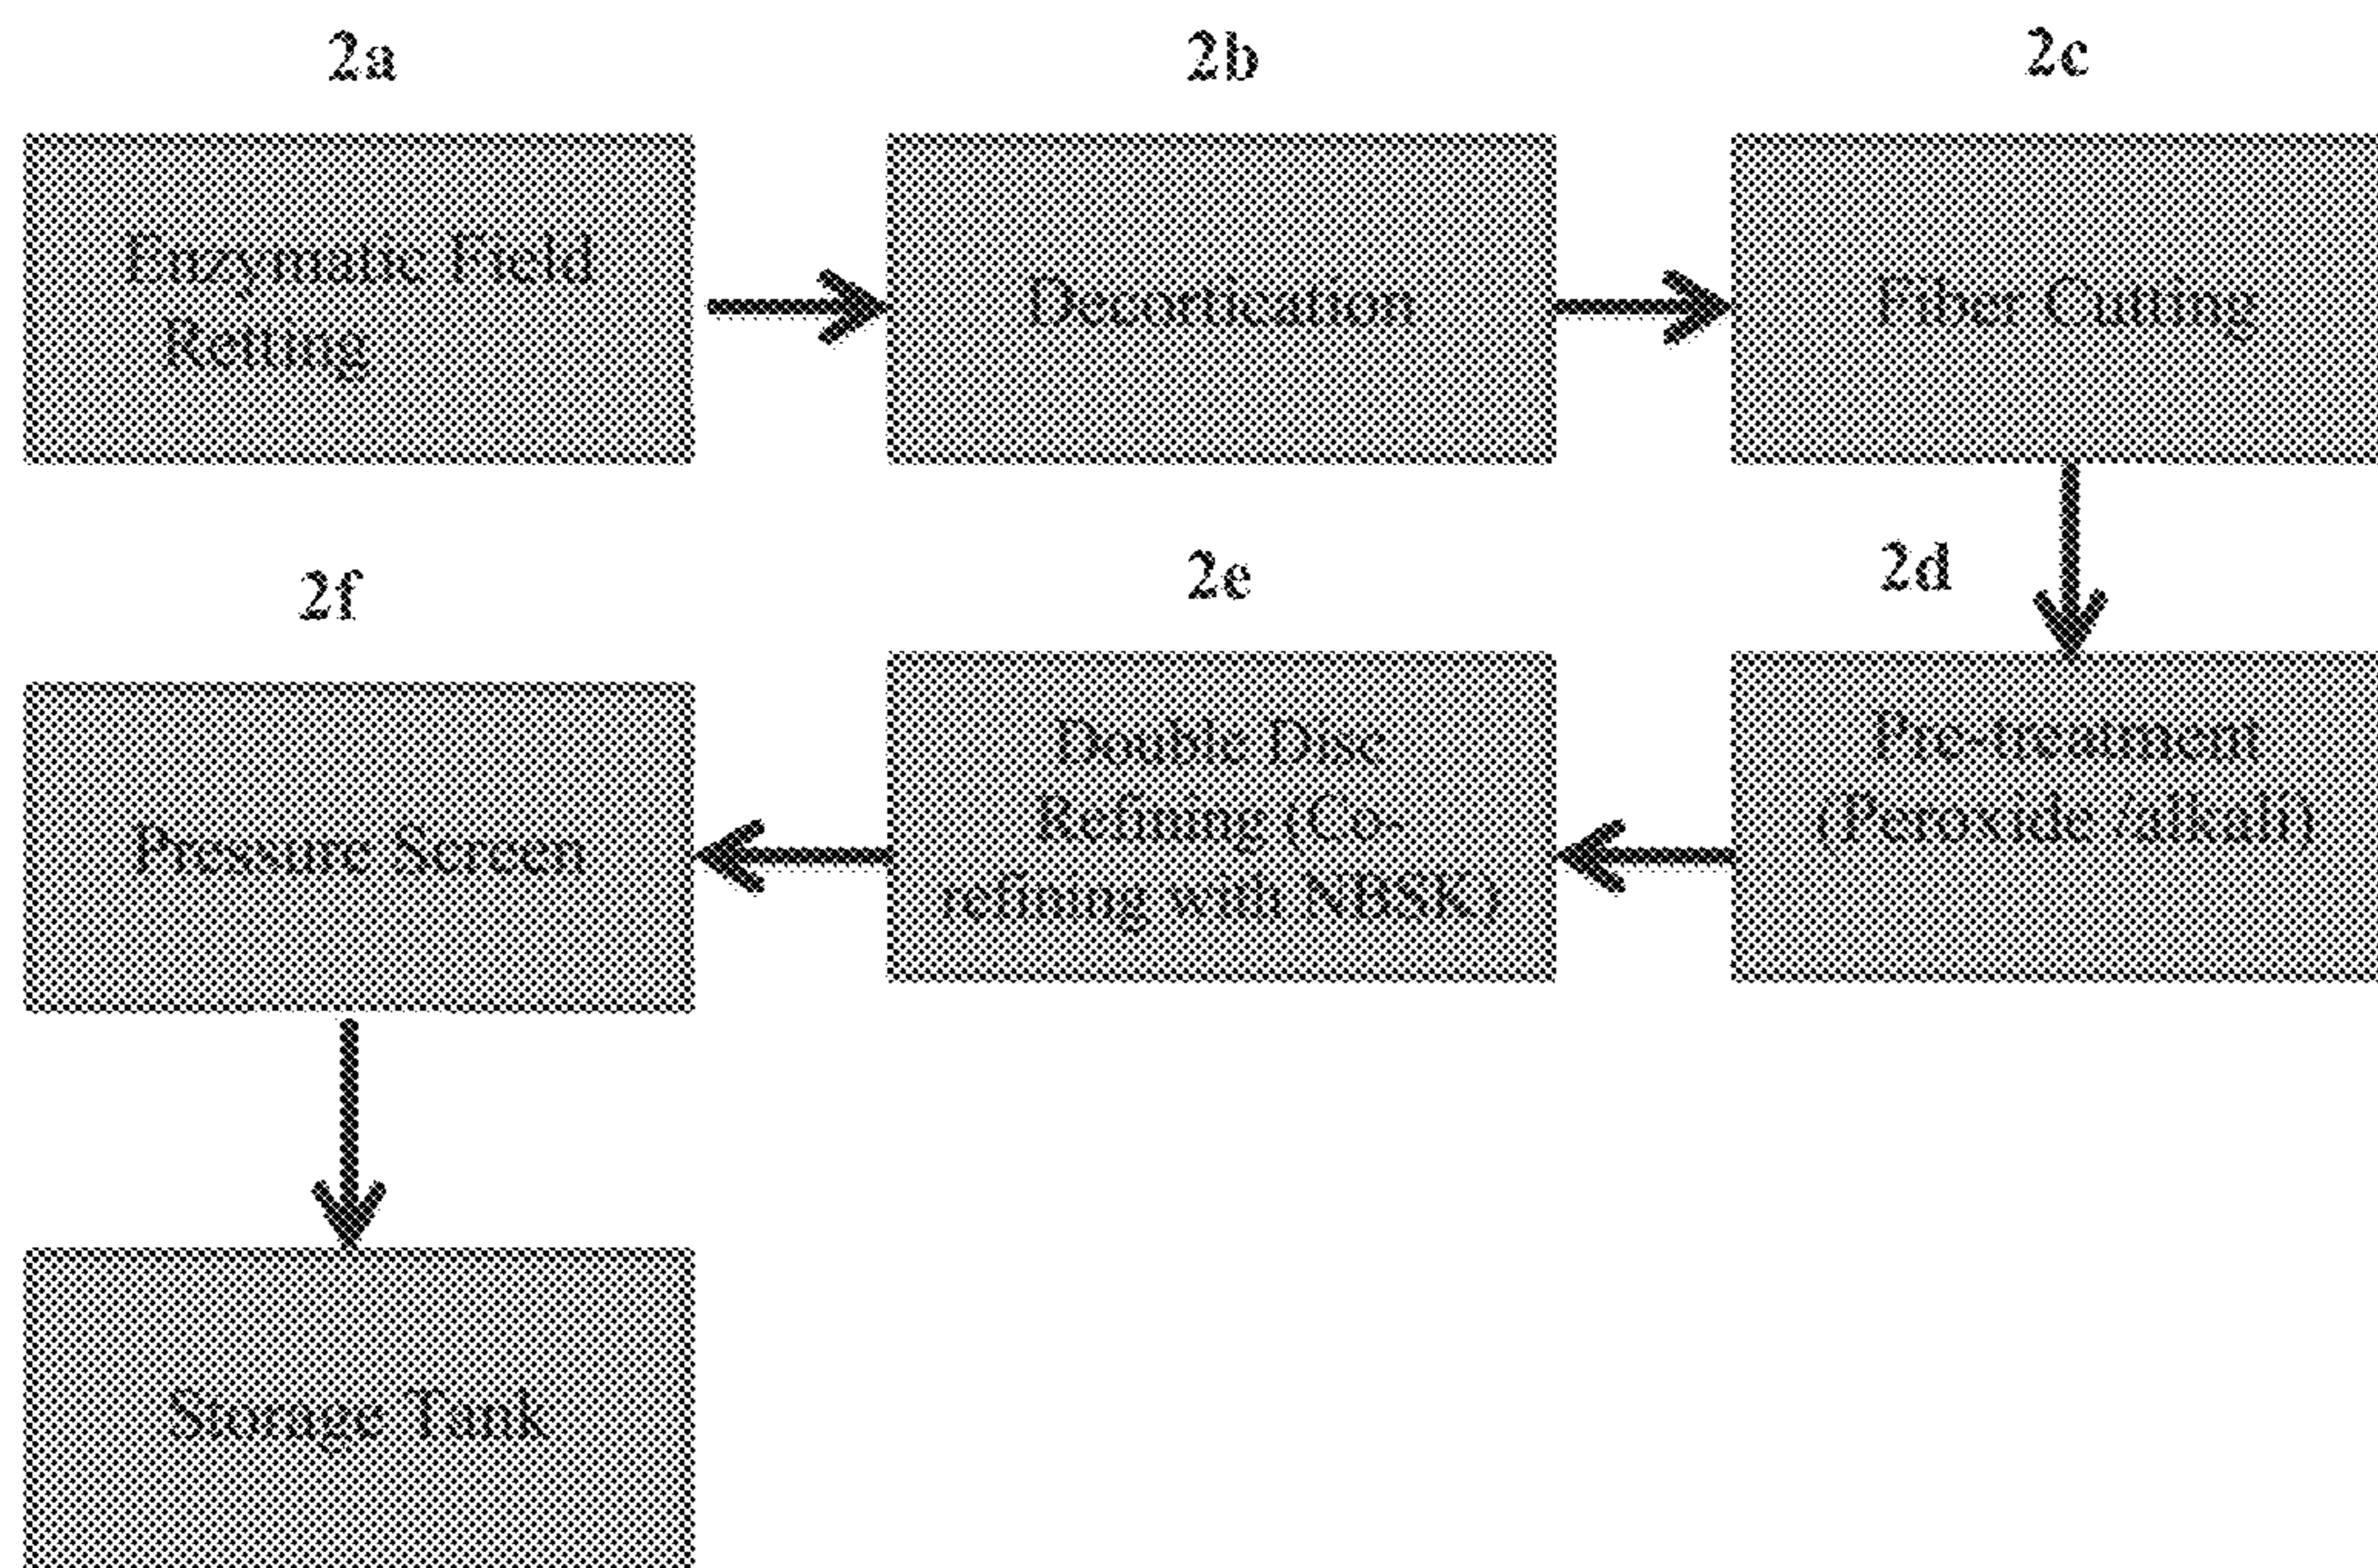 2a
2b
2c
Enzymatic Field
Retting
Decortication
Fiber Cutting
2d
2e
2f
Pre-treatment
(Peroxide /alkali)
Double Disc
Refining (Co-
refining with NBSK)
Pressure Screen
Storage Tank